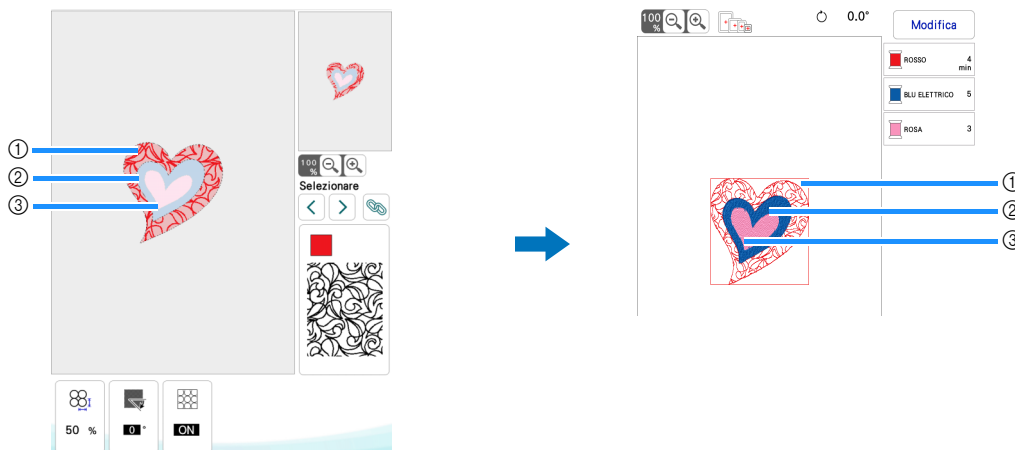 ①
②
③
100 %
Selezionare
50 %
0 °
ON
100 %
0.0°
Modifica
ROSSO 4 min
BLU ELETTRICO 5
ROSA 3
①
②
③